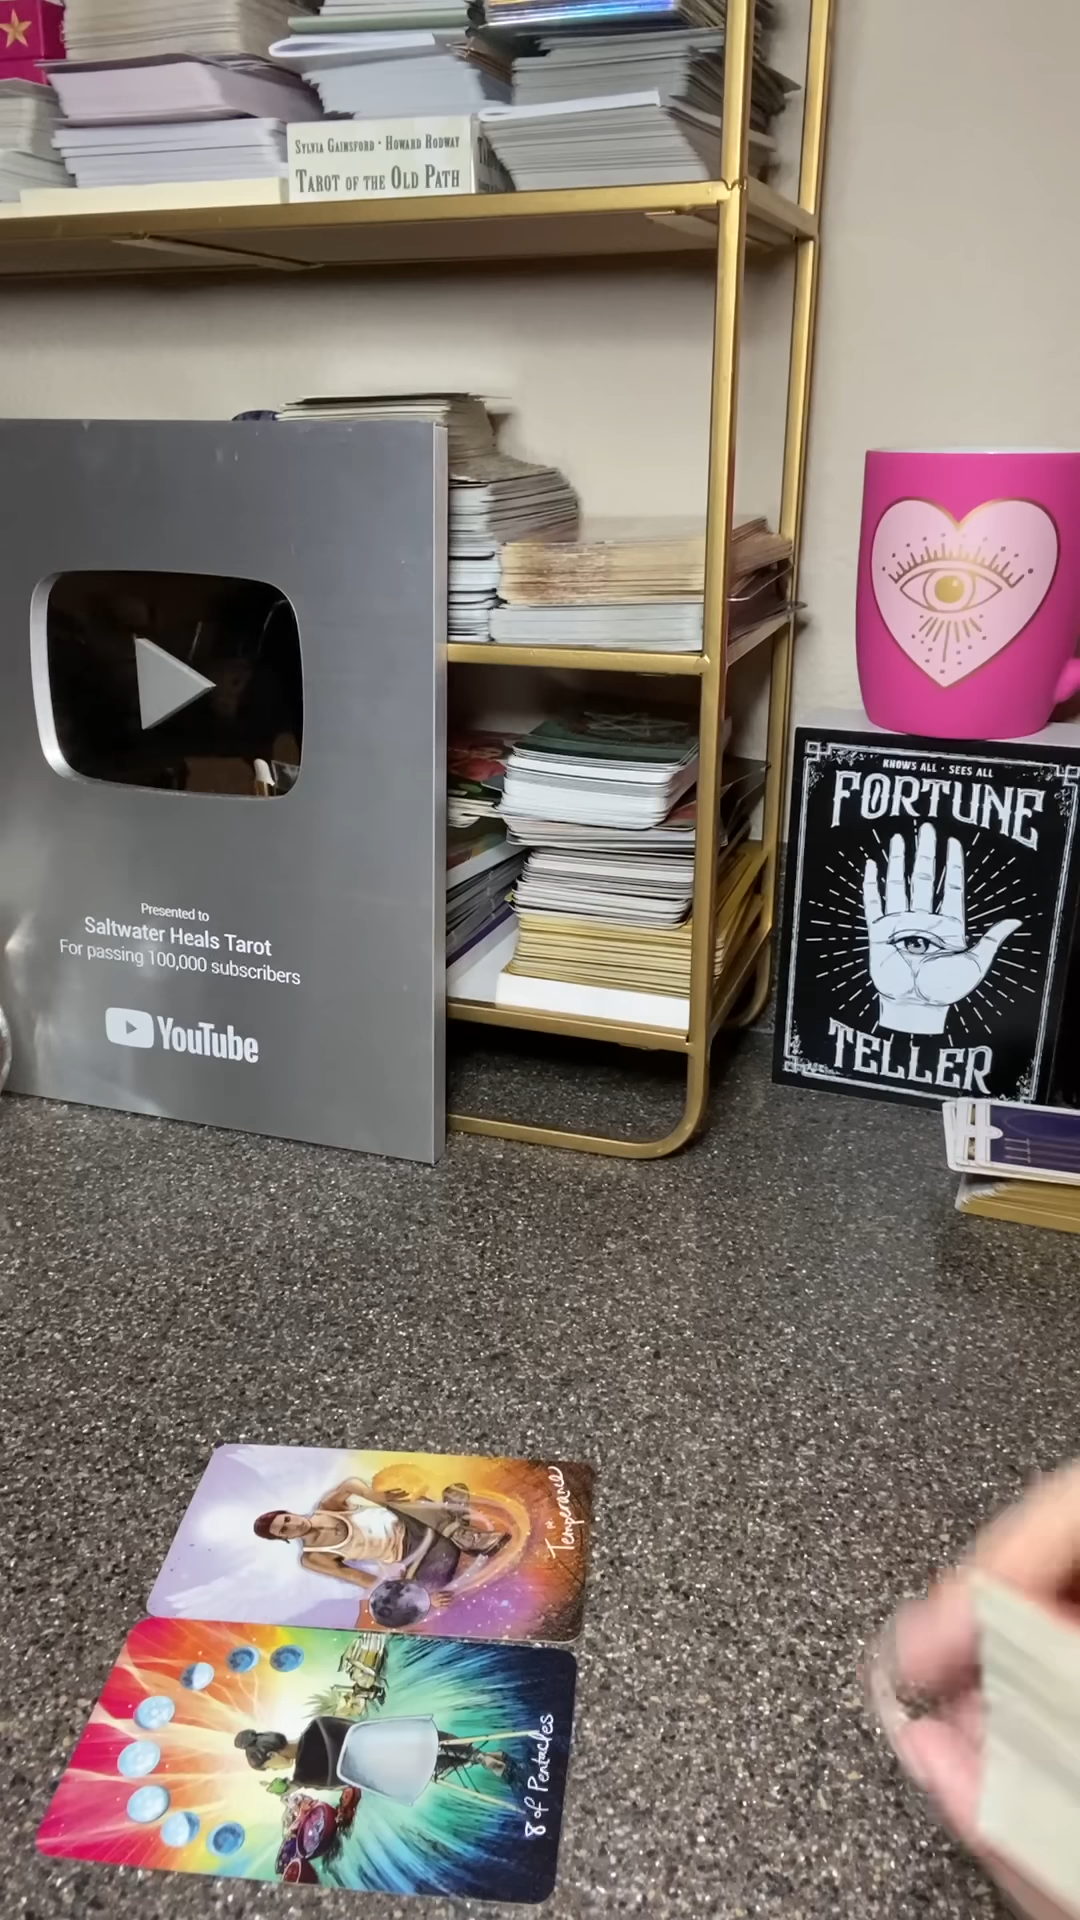 SYLVIA GAINSFORD • HOWARD RODWAY
TAROT OF THE OLD PATH
Presented to
Saltwater Heals Tarot
For passing 100,000 subscribers
YouTube
KNOWS ALL • SEES ALL
FORTUNE
TELLER
Temperance
8 of Pentacles